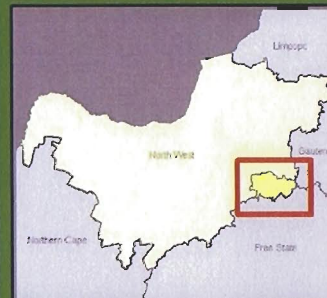 Limpopo
North West
Gauteng
Northern Cape
Free State